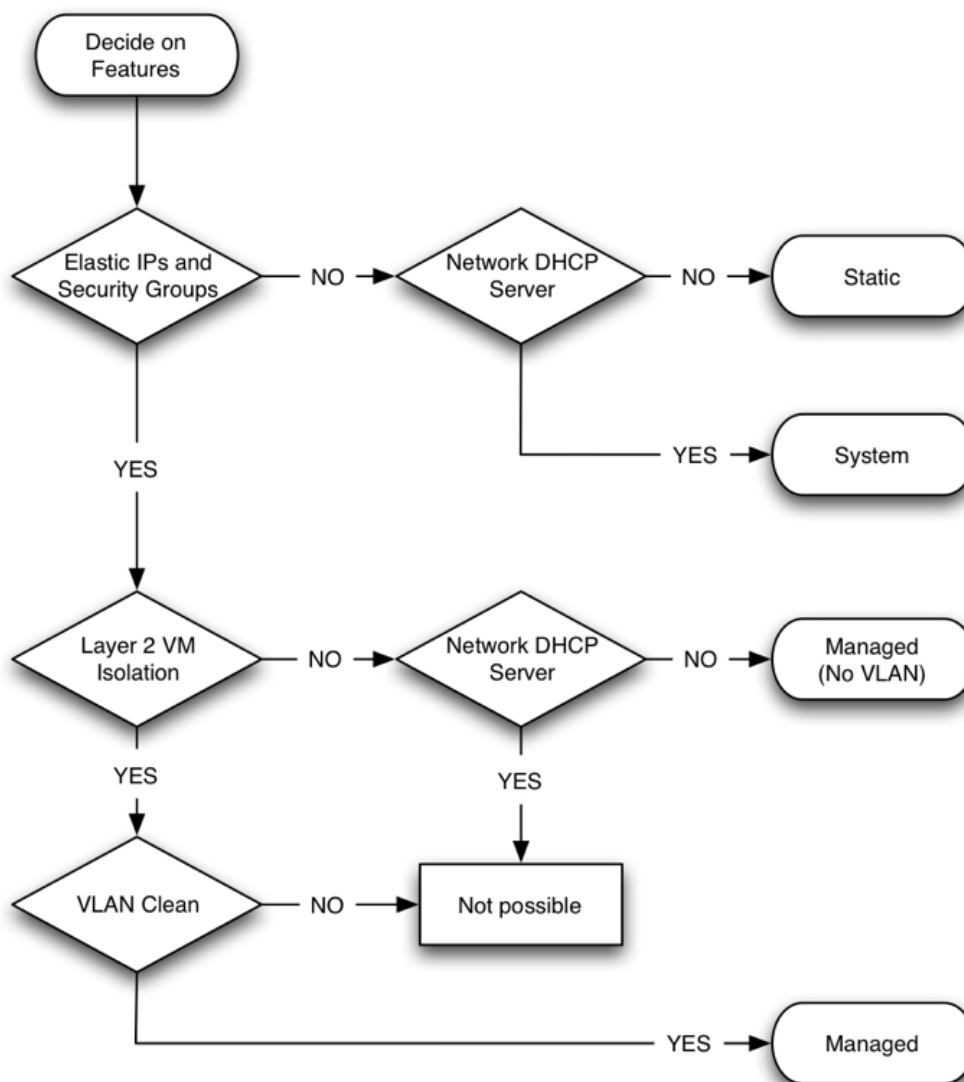 Decide on
Features
Elastic IPs and
Security Groups
NO
Network DHCP
Server
NO
Static
YES
System
YES
Layer 2 VM
Isolation
NO
Network DHCP
Server
NO
Managed
(No VLAN)
YES
YES
VLAN Clean
NO
Not possible
YES
Managed